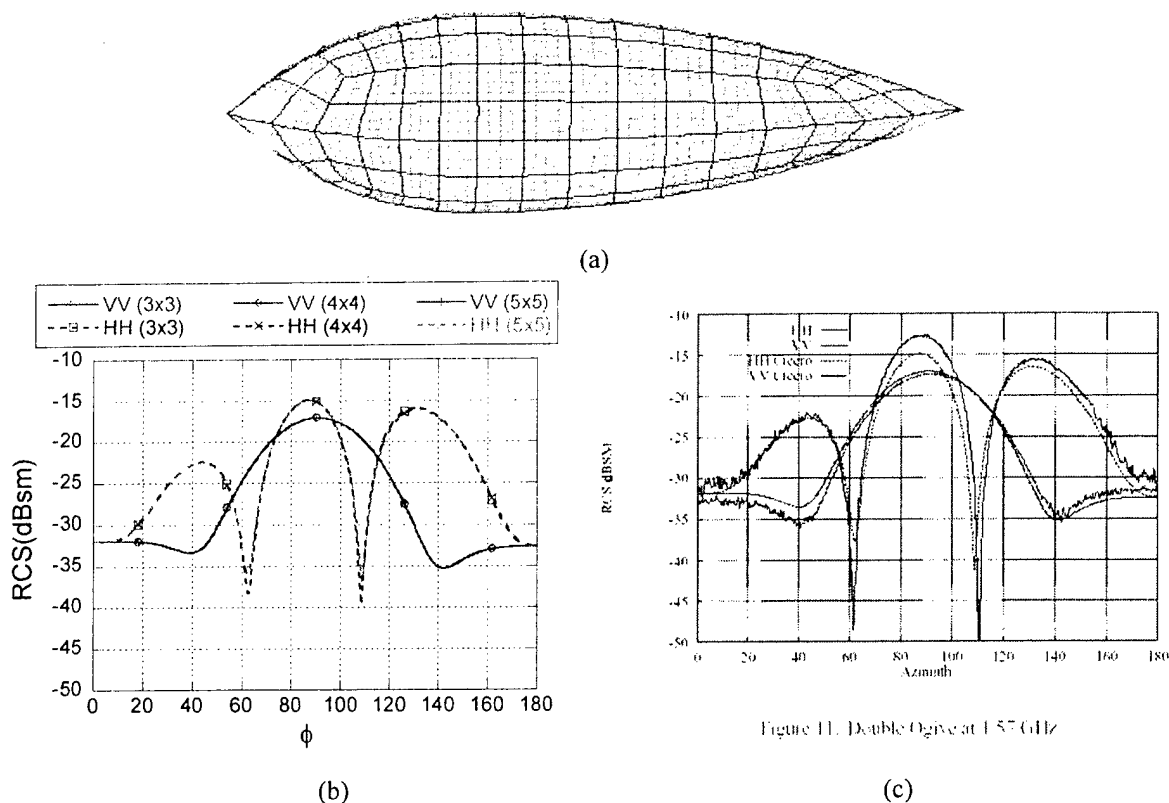 (a)
VV (3x3) VV (4x4) VV (5x5)
HH (3x3) HH (4x4) HH (5x5)
-10
-15
-20
-25
-30
-35
-40
-45
-50
RCS(dBsm)
0 20 40 60 80 100 120 140 160 180
ϕ
(b)
HH
VV
HH Cicero
VV Cicero
-10
-15
-20
-25
-30
-35
-40
-45
-50
RCS dBSM
0 20 40 60 80 100 120 140 160 180
Azimuth
Figure 11. Double Ogive at 1.57 GHz
(c)